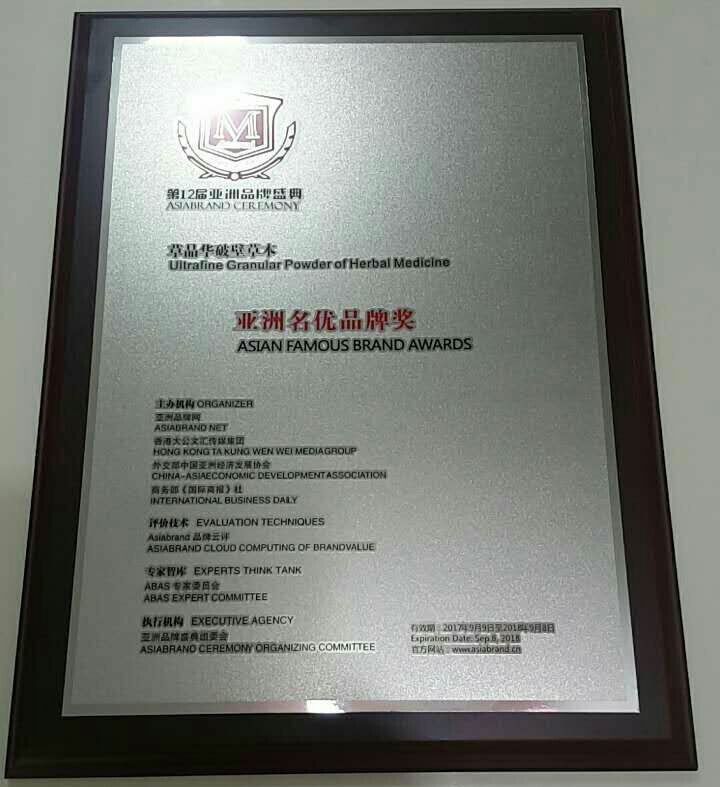 M
第12届亚洲品牌盛典
ASIABRAND CEREMONY
草晶华破壁草本
Ultrafine Granular Powder of Herbal Medicine
亚洲名优品牌奖
ASIAN FAMOUS BRAND AWARDS
主办机构 ORGANIZER
亚洲品牌网
ASIABRAND NET
香港大公文汇传媒集团
HONG KONG TA KUNG WEN WEI MEDIAGROUP
外交部中国亚洲经济发展协会
CHINA-ASIAECONOMIC DEVELOPMENTASSOCIATION
商务部《国际商报》社
INTERNATIONAL BUSINESS DAILY
评价技术 EVALUATION TECHNIQUES
Asiabrand 品牌云评
ASIABRAND CLOUD COMPUTING OF BRANDVALUE
专家智库 EXPERTS THINK TANK
ABAS 专家委员会
ABAS EXPERT COMMITTEE
执行机构 EXECUTIVE AGENCY
亚洲品牌盛典组委会
ASIABRAND CEREMONY ORGANIZING COMMITTEE
有效期：2017年9月9日至2018年9月8日
Expiration Date: Sep.8, 2018
官方网站：www.asiabrand.cn